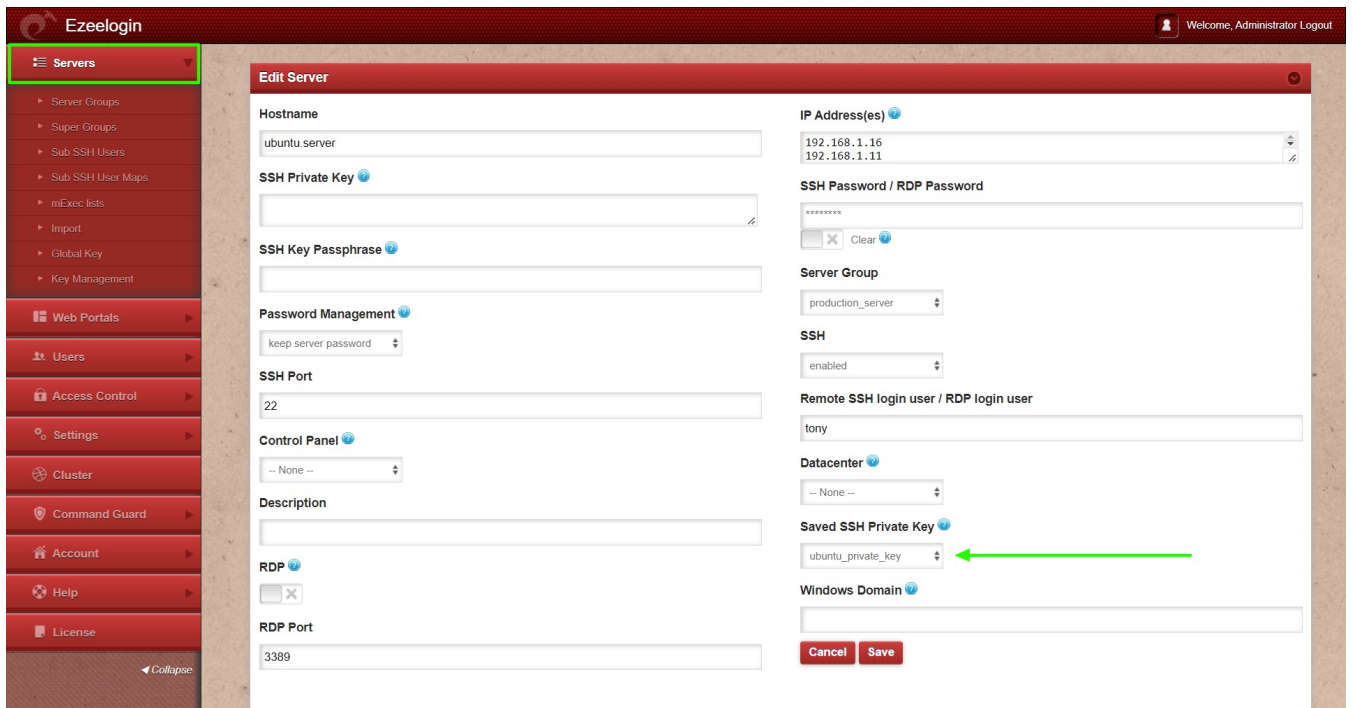 Ezeelogin
Welcome, Administrator Logout
Servers
Server Groups
Super Groups
Sub SSH Users
Sub SSH User Maps
mExec lists
Import
Global Key
Key Management
Web Portals
Users
Access Control
Settings
Cluster
Command Guard
Account
Help
License
Collapse
Edit Server
Hostname
ubuntu.server
SSH Private Key
SSH Key Passphrase
Password Management
keep server password
SSH Port
22
Control Panel
-- None --
Description
RDP
RDP Port
3389
IP Address(es)
192.168.1.16
192.168.1.11
SSH Password / RDP Password
********
Clear
Server Group
production_server
SSH
enabled
Remote SSH login user / RDP login user
tony
Datacenter
-- None --
Saved SSH Private Key
ubuntu_private_key
Windows Domain
Cancel Save